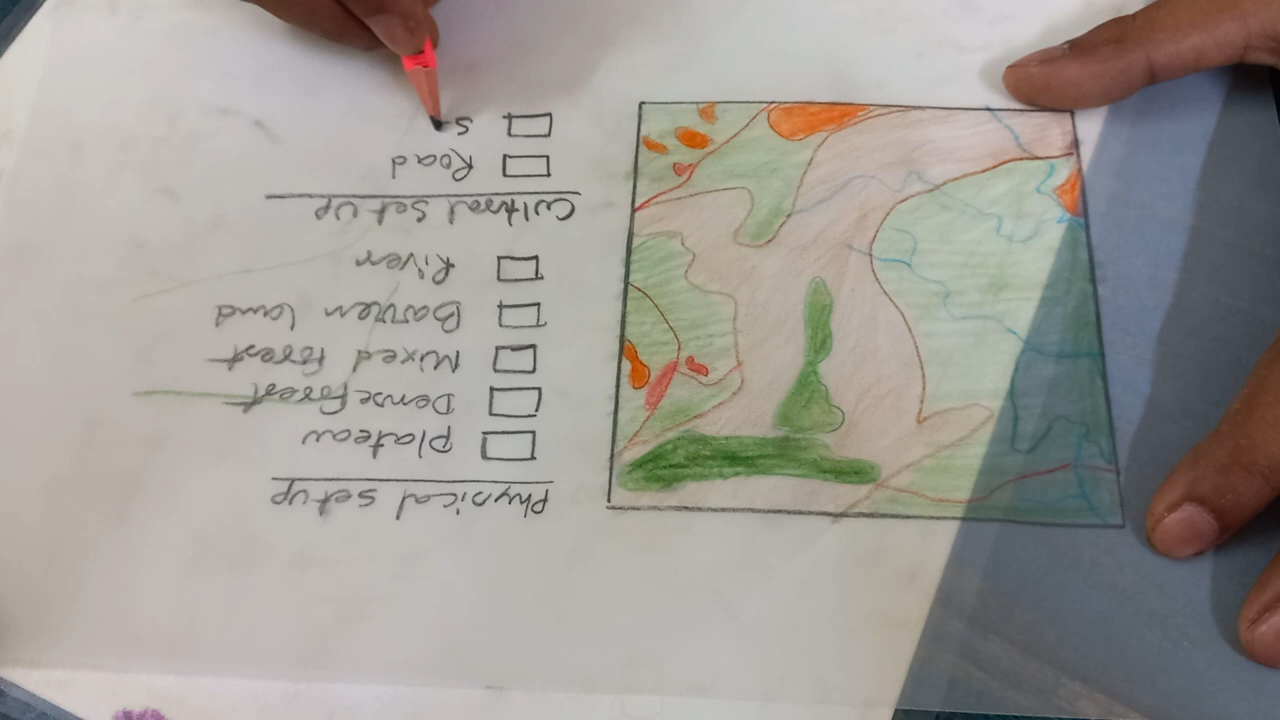 Physical set up
Plateau
Dense forest
Mixed forest
Barren land
River
Cultural set up
Road
S